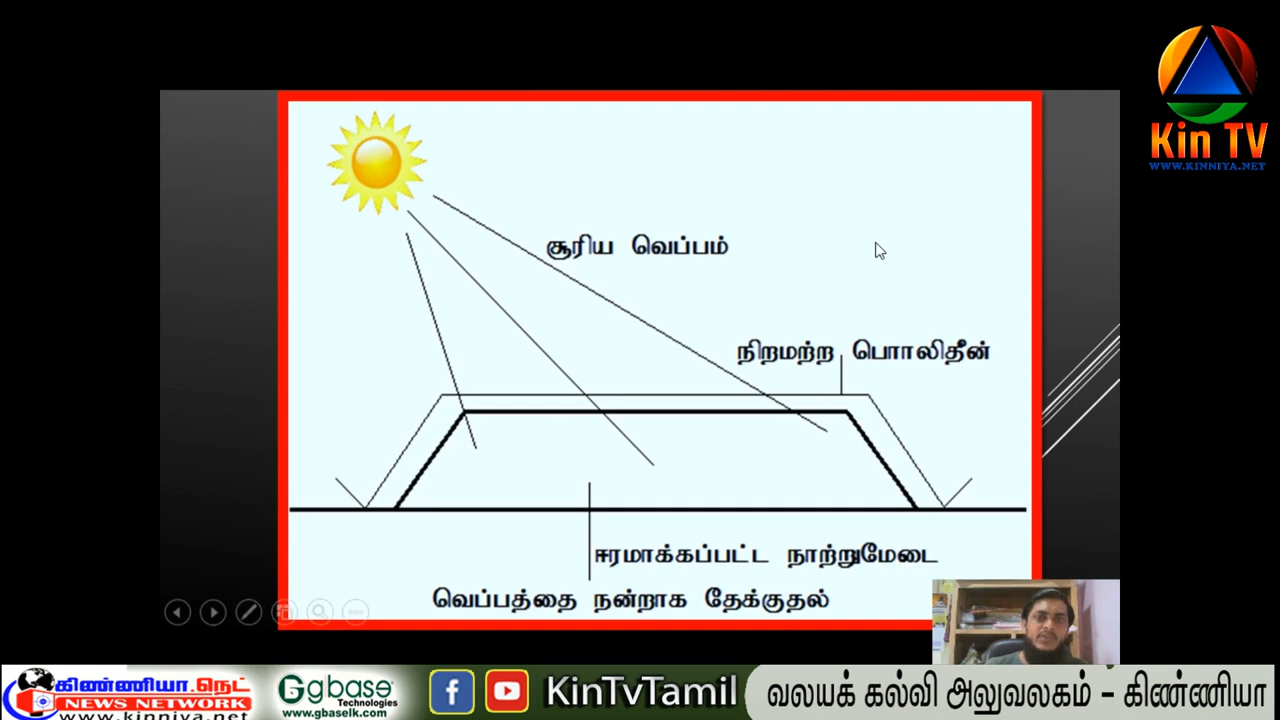 Kin TV
WWW.KINNIYA.NET
சூரிய வெப்பம்
நிறமற்ற பொாலிதீன்
ஈரமாக்கப்பட்ட நாற்றுமேடை
வெப்பத்தை நன்றாக தேக்குதல்
கிண்ணியா.நெட்
NEWS NETWORK
www.kinniya.net
Ggbase
Technologies
www.gbaselk.com
KinTvTamil
வலயக் கல்வி அலுவலகம் - கிண்ணியா